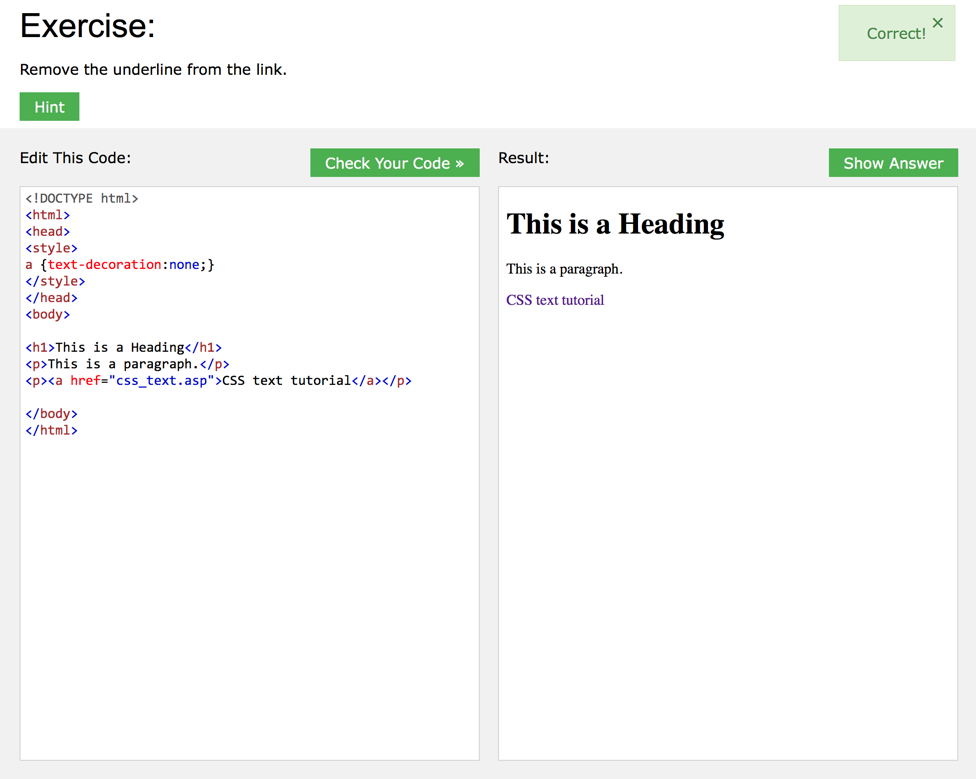 Exercise:
Correct! ×
Remove the underline from the link.
Hint
Edit This Code:
Check Your Code »
Result:
Show Answer
<!DOCTYPE html>
<html>
<head>
<style>
a {text-decoration:none;}
</style>
</head>
<body>
<h1>This is a Heading</h1>
<p>This is a paragraph.</p>
<p><a href="css_text.asp">CSS text tutorial</a></p>
</body>
</html>
This is a Heading
This is a paragraph.
CSS text tutorial